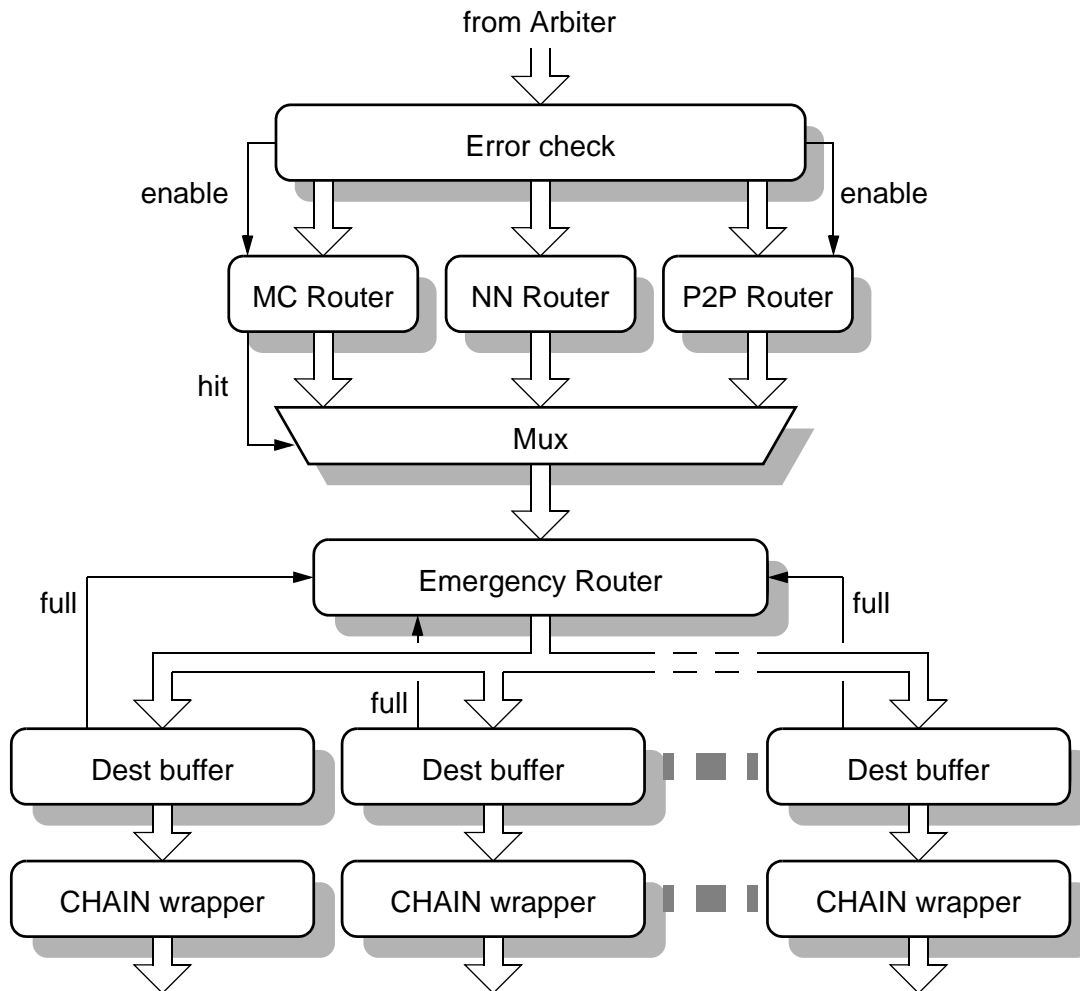 from Arbiter
Error check
enable
enable
MC Router
NN Router
P2P Router
hit
Mux
Emergency Router
full
full
full
Dest buffer
Dest buffer
Dest buffer
CHAIN wrapper
CHAIN wrapper
CHAIN wrapper